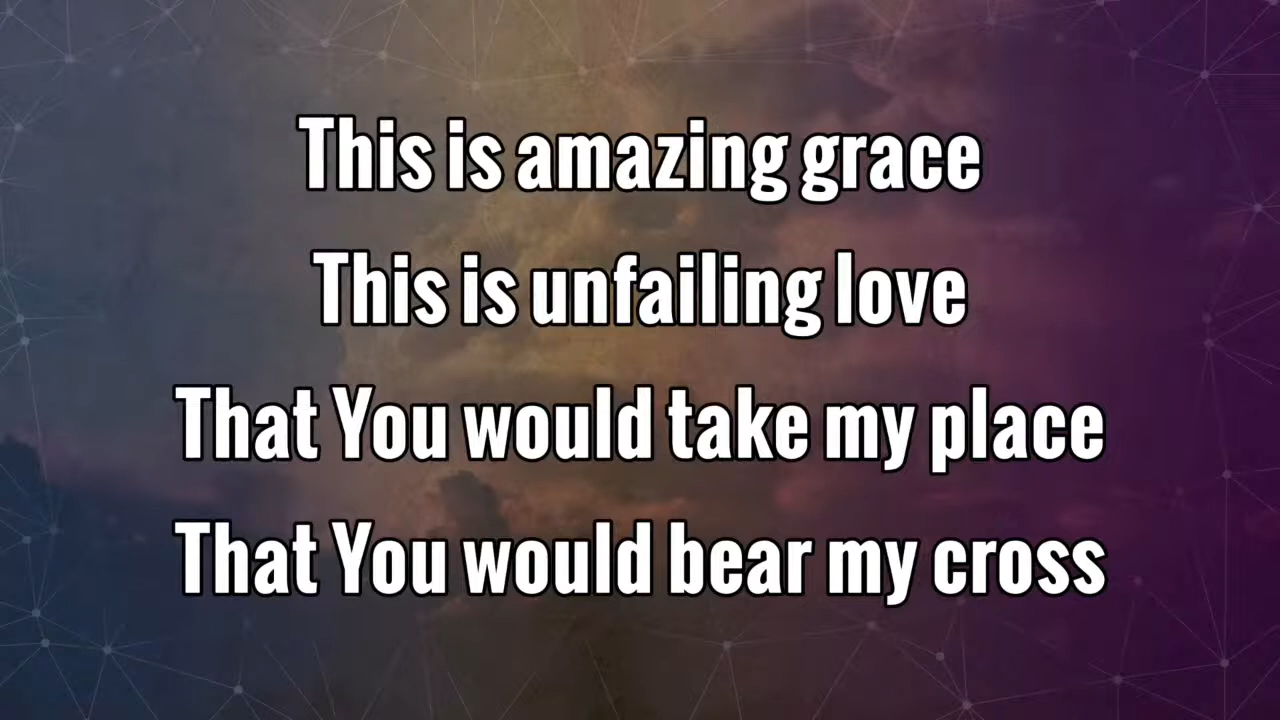 This is amazing grace
This is unfailing love
That You would take my place
That You would bear my cross